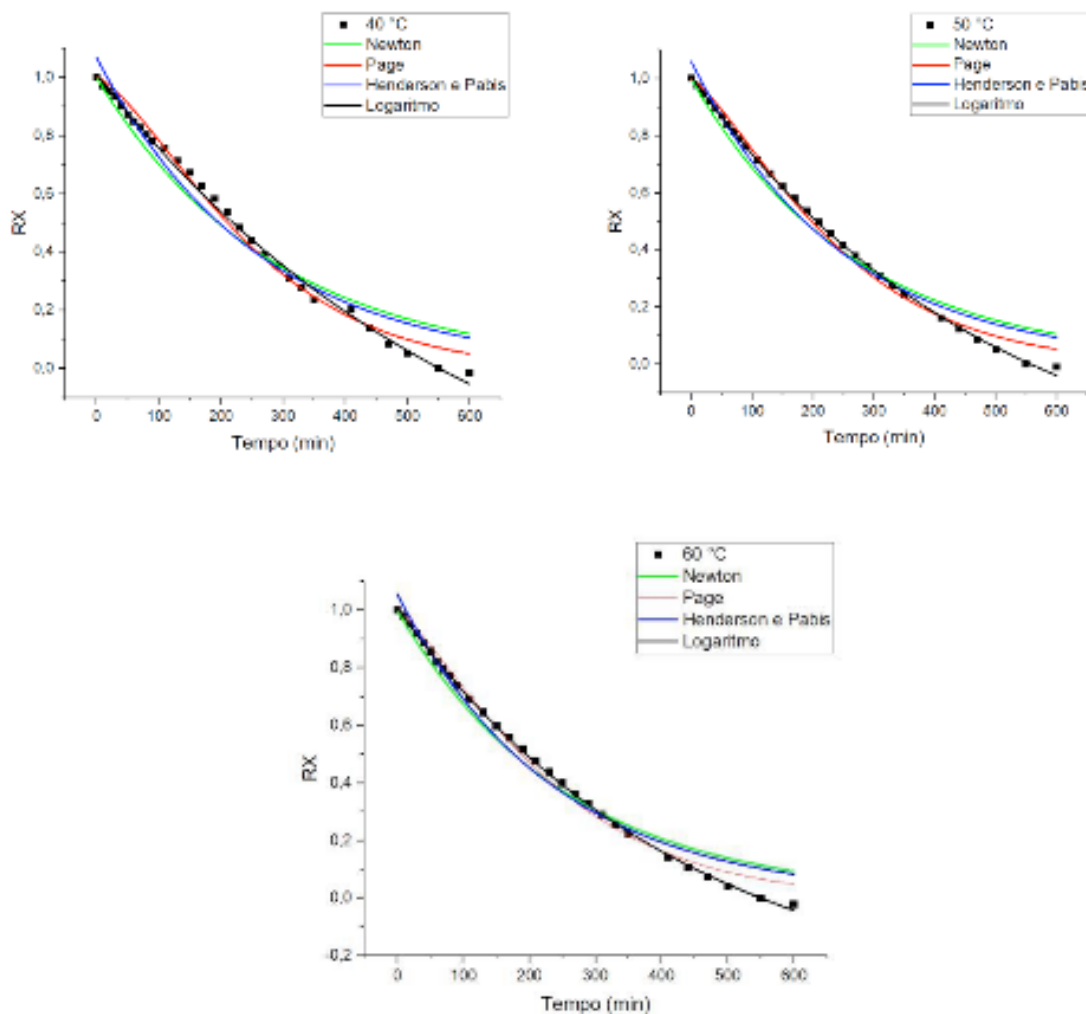 40 °C
Newton
Page
Henderson e Pabis
Logaritmo
1,0
0,8
0,6
0,4
0,2
0,0
RX
0 100 200 300 400 500 600
Tempo (min)
50 °C
Newton
Page
Henderson e Pabis
Logaritmo
1,0
0,8
0,6
0,4
0,2
0,0
RX
0 100 200 300 400 500 600
Tempo (min)
60 °C
Newton
Page
Henderson e Pabis
Logaritmo
1,0
0,8
0,6
0,4
0,2
0,0
-0,2
RX
0 100 200 300 400 500 600
Tempo (min)